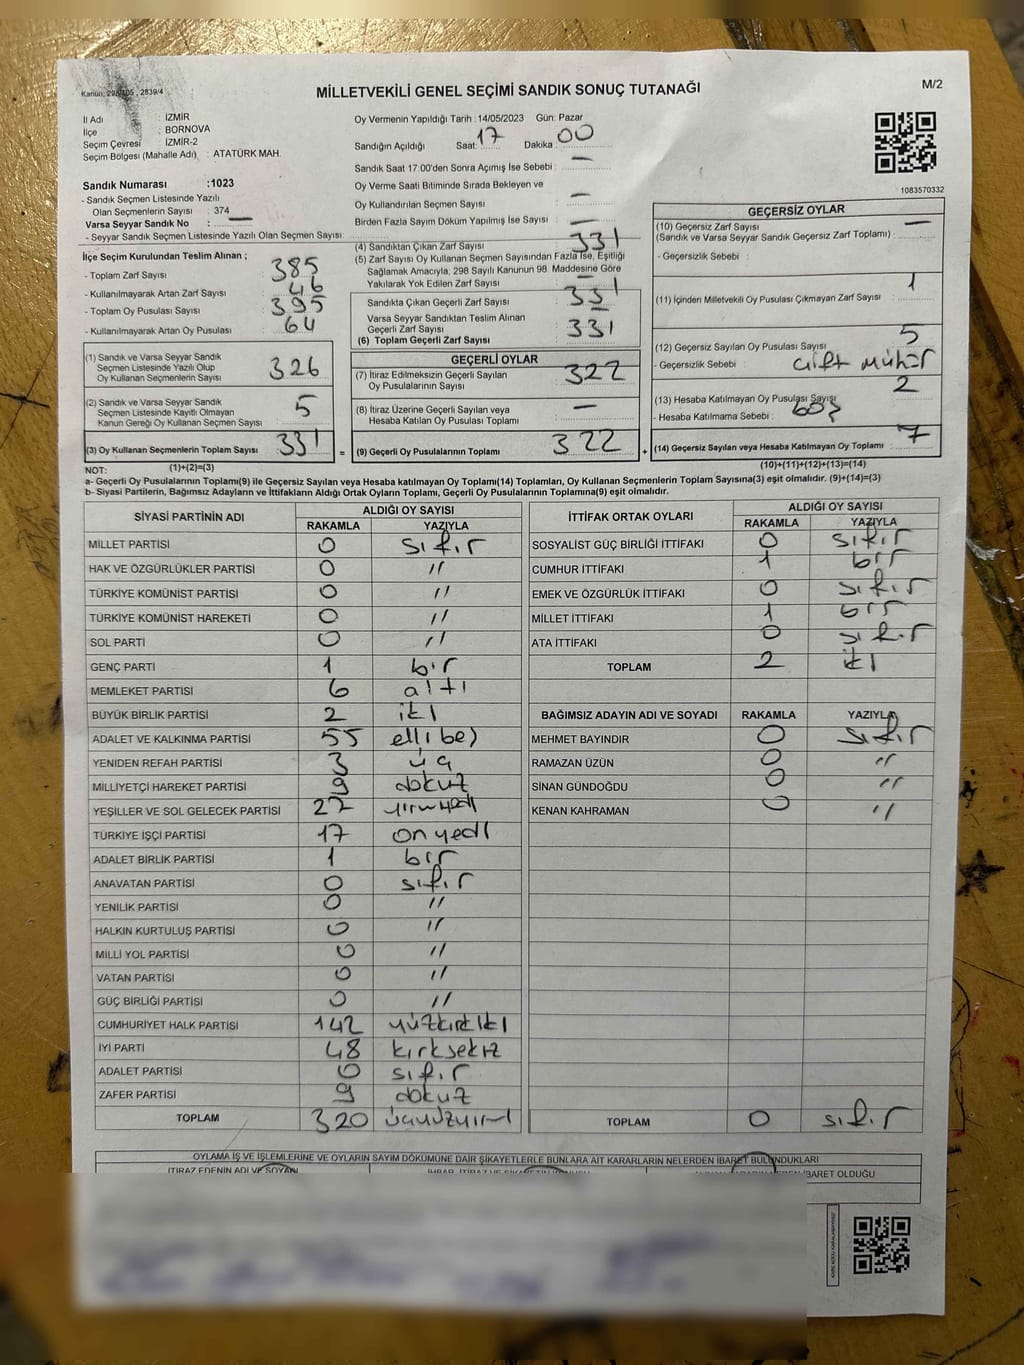 Kanun: 298/105 , 2839/4
MİLLETVEKİLİ GENEL SEÇİMİ SANDIK SONUÇ TUTANAĞI
M/2
İl Adı : İZMİR
İlçe : BORNOVA
Seçim Çevresi : İZMİR-2
Seçim Bölgesi (Mahalle Adı) : ATATÜRK MAH.
Oy Vermenin Yapıldığı Tarih : 14/05/2023 Gün: Pazar
Sandığın Açıldığı Saat: 17 Dakika: 00
Sandık Saat 17:00'den Sonra Açımış İse Sebebi : —
Oy Verme Saati Bitiminde Sırada Bekleyen ve
Oy Kullandırılan Seçmen Sayısı : —
Birden Fazla Sayım Döküm Yapılmış İse Sayısı : —
1083570332
Sandık Numarası :1023
- Sandık Seçmen Listesinde Yazılı
Olan Seçmenlerin Sayısı : 374
Varsa Seyyar Sandık No : —
- Seyyar Sandık Seçmen Listesinde Yazılı Olan Seçmen Sayısı:
İlçe Seçim Kurulundan Teslim Alınan ;
- Toplam Zarf Sayısı : 385
- Kullanılmayarak Artan Zarf Sayısı : 46
- Toplam Oy Pusulası Sayısı : 395
- Kullanılmayarak Artan Oy Pusulası : 64
(1) Sandık ve Varsa Seyyar Sandık
Seçmen Listesinde Yazılı Olup
Oy Kullanan Seçmenlerin Sayısı : 326
(2) Sandık ve Varsa Seyyar Sandık
Seçmen Listesinde Kayıtlı Olmayan
Kanun Gereği Oy Kullanan Seçmen Sayısı : 5
(3) Oy Kullanan Seçmenlerin Toplam Sayısı : 331 =
(4) Sandıktan Çıkan Zarf Sayısı : 331
(5) Zarf Sayısı Oy Kullanan Seçmen Sayısından Fazla İse, Eşitliği
Sağlamak Amacıyla, 298 Sayılı Kanunun 98. Maddesine Göre
Yakılarak Yok Edilen Zarf Sayısı : —
Sandıkta Çıkan Geçerli Zarf Sayısı : 331
Varsa Seyyar Sandıktan Teslim Alınan
Geçerli Zarf Sayısı : —
(6) Toplam Geçerli Zarf Sayısı : 331
GEÇERLİ OYLAR
(7) İtiraz Edilmeksizin Geçerli Sayılan
Oy Pusulalarının Sayısı : 322
(8) İtiraz Üzerine Geçerli Sayılan veya
Hesaba Katılan Oy Pusulası Toplamı : —
(9) Geçerli Oy Pusulalarının Toplamı : 322 +
GEÇERSİZ OYLAR
(10) Geçersiz Zarf Sayısı : —
(Sandık ve Varsa Seyyar Sandık Geçersiz Zarf Toplamı)
- Geçersizlik Sebebi :
(11) İçinden Milletvekili Oy Pusulası Çıkmayan Zarf Sayısı : 1
(12) Geçersiz Sayılan Oy Pusulası Sayısı : 5
- Geçersizlik Sebebi : Çift mühür
(13) Hesaba Katılmayan Oy Pusulası Sayısı : 2
- Hesaba Katılmama Sebebi : boş
(14) Geçersiz Sayılan veya Hesaba Katılmayan Oy Toplamı : 7
NOT: (1)+(2)=(3) (10)+(11)+(12)+(13)=(14)
a- Geçerli Oy Pusulalarının Toplamı(9) ile Geçersiz Sayılan veya Hesaba katılmayan Oy Toplamı(14) Toplamları, Oy Kullanan Seçmenlerin Toplam Sayısına(3) eşit olmalıdır. (9)+(14)=(3)
b- Siyasi Partilerin, Bağımsız Adayların ve İttifakların Aldığı Ortak Oyların Toplamı, Geçerli Oy Pusulalarının Toplamına(9) eşit olmalıdır.
SİYASİ PARTİNİN ADI ALDIĞI OY SAYISI
RAKAMLA YAZIYLA
MİLLET PARTİSİ 0 sıfır
HAK VE ÖZGÜRLÜKLER PARTİSİ 0 "
TÜRKİYE KOMÜNİST PARTİSİ 0 "
TÜRKİYE KOMÜNİST HAREKETİ 0 "
SOL PARTİ 0 "
GENÇ PARTİ 1 bir
MEMLEKET PARTİSİ 6 altı
BÜYÜK BİRLİK PARTİSİ 2 iki
ADALET VE KALKINMA PARTİSİ 55 ellibeş
YENİDEN REFAH PARTİSİ 3 üç
MİLLİYETÇİ HAREKET PARTİSİ 9 dokuz
YEŞİLLER VE SOL GELECEK PARTİSİ 27 yirmiyedi
TÜRKİYE İŞÇİ PARTİSİ 17 onyedi
ADALET BİRLİK PARTİSİ 1 bir
ANAVATAN PARTİSİ 0 sıfır
YENİLİK PARTİSİ 0 "
HALKIN KURTULUŞ PARTİSİ 0 "
MİLLİ YOL PARTİSİ 0 "
VATAN PARTİSİ 0 "
GÜÇ BİRLİĞİ PARTİSİ 0 "
CUMHURİYET HALK PARTİSİ 142 yüzkırkiki
İYİ PARTİ 48 kırksekiz
ADALET PARTİSİ 0 sıfır
ZAFER PARTİSİ 9 dokuz
TOPLAM 320 üçyüzyirmi
İTTİFAK ORTAK OYLARI ALDIĞI OY SAYISI
RAKAMLA YAZIYLA
SOSYALİST GÜÇ BİRLİĞİ İTTİFAKI 0 sıfır
CUMHUR İTTİFAKI 1 bir
EMEK VE ÖZGÜRLÜK İTTİFAKI 0 sıfır
MİLLET İTTİFAKI 1 bir
ATA İTTİFAKI 0 sıfır
TOPLAM 2 iki
BAĞIMSIZ ADAYIN ADI VE SOYADI RAKAMLA YAZIYLA
MEHMET BAYINDIR 0 sıfır
RAMAZAN ÜZÜN 0 "
SİNAN GÜNDOĞDU 0 "
KENAN KAHRAMAN 0 "
TOPLAM 0 sıfır
OYLAMA İŞ VE İŞLEMLERİNE VE OYLARIN SAYIM DÖKÜMÜNE DAİR ŞİKAYETLERLE BUNLARA AİT KARARLARIN NELERDEN İBARET BULUNDUKLARI
İTİRAZ EDENİN ADI VE SOYADI
İBARET OLDUĞU